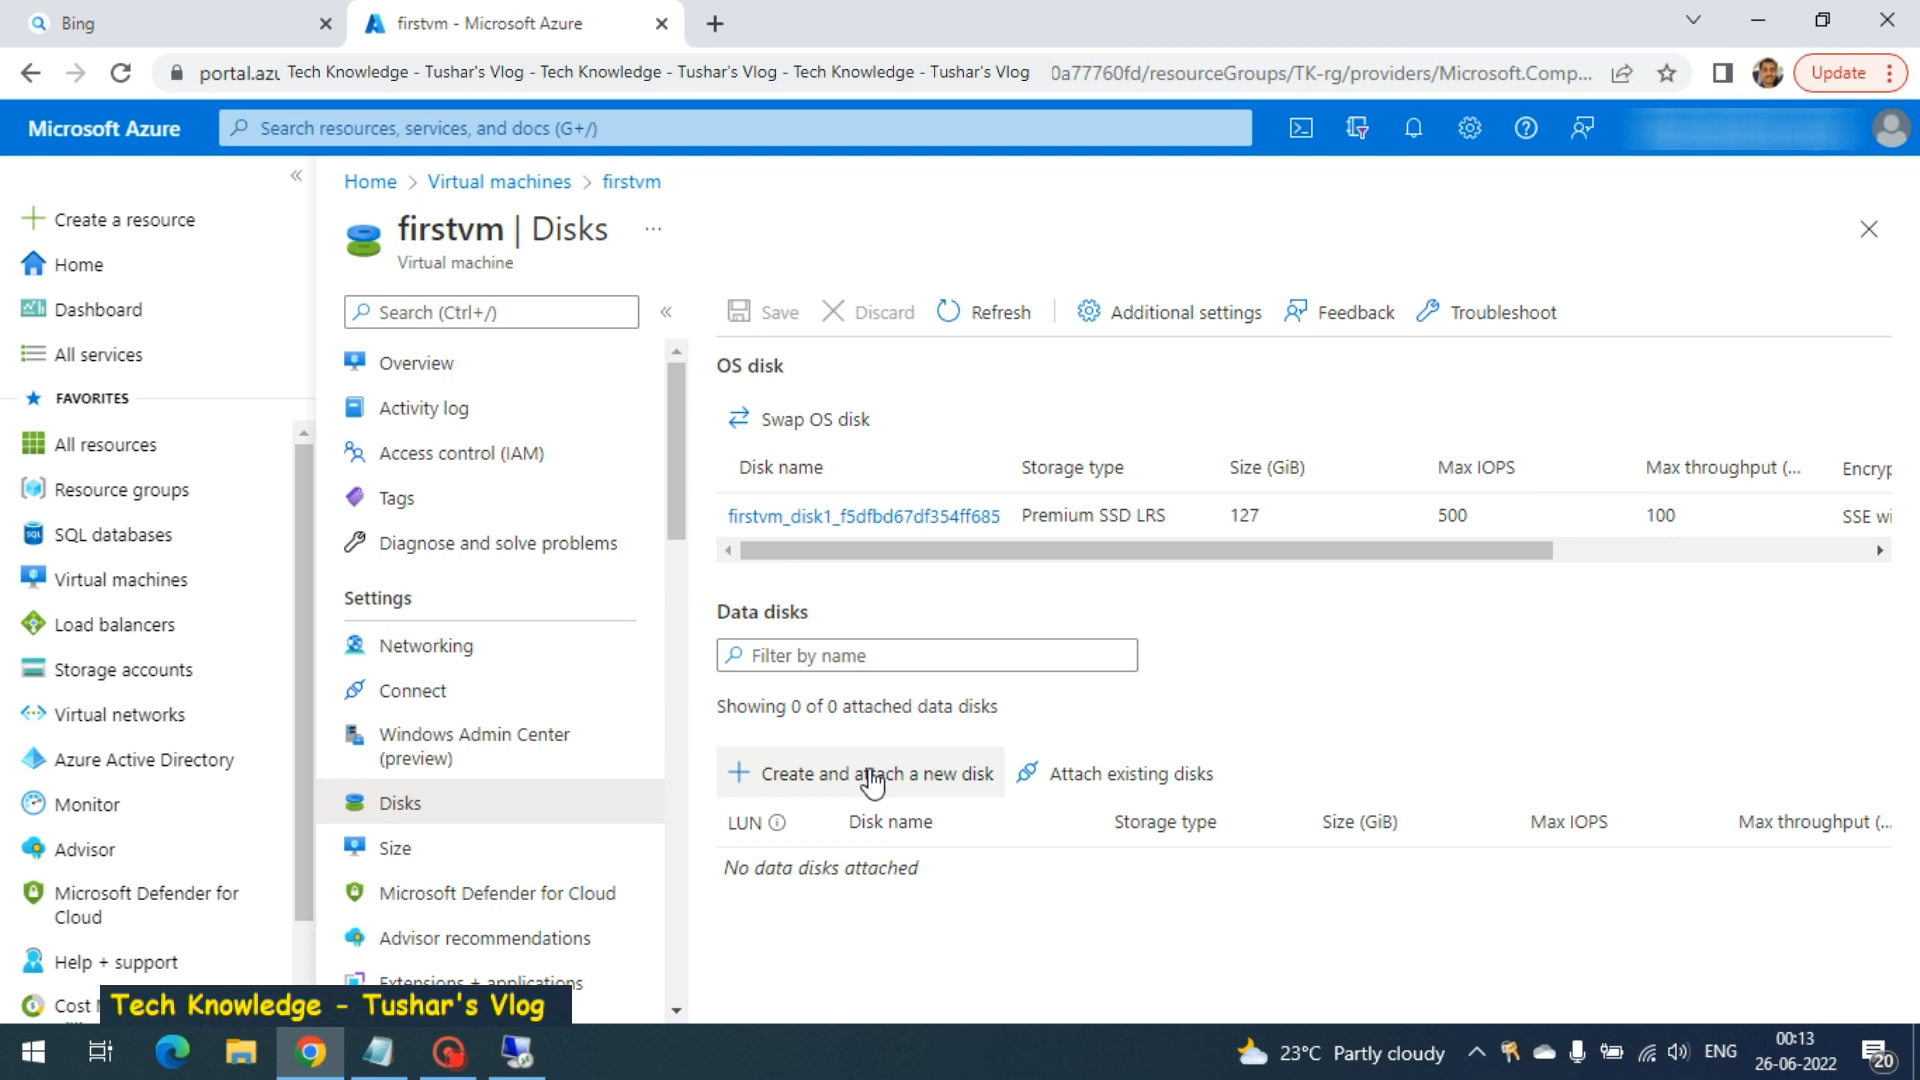 Bing
firstvm - Microsoft Azure
portal.azu Tech Knowledge - Tushar's Vlog - Tech Knowledge - Tushar's Vlog - Tech Knowledge - Tushar's Vlog 0a77760fd/resourceGroups/TK-rg/providers/Microsoft.Comp...
Update
Microsoft Azure
Search resources, services, and docs (G+/)
Create a resource
Home
Dashboard
All services
FAVORITES
All resources
Resource groups
SQL databases
Virtual machines
Load balancers
Storage accounts
Virtual networks
Azure Active Directory
Monitor
Advisor
Microsoft Defender for
Cloud
Help + support
Cost
Home > Virtual machines > firstvm
firstvm | Disks ...
Virtual machine
Search (Ctrl+/)
Overview
Activity log
Access control (IAM)
Tags
Diagnose and solve problems
Settings
Networking
Connect
Windows Admin Center
(preview)
Disks
Size
Microsoft Defender for Cloud
Advisor recommendations
Extensions + applications
Save Discard Refresh Additional settings Feedback Troubleshoot
OS disk
Swap OS disk
Disk name Storage type Size (GiB) Max IOPS Max throughput (... Encryp
firstvm_disk1_f5dfbd67df354ff685 Premium SSD LRS 127 500 100 SSE wi
Data disks
Filter by name
Showing 0 of 0 attached data disks
Create and attach a new disk Attach existing disks
LUN Disk name Storage type Size (GiB) Max IOPS Max throughput (...
No data disks attached
Tech Knowledge - Tushar's Vlog
23°C Partly cloudy
ENG
00:13
26-06-2022
20